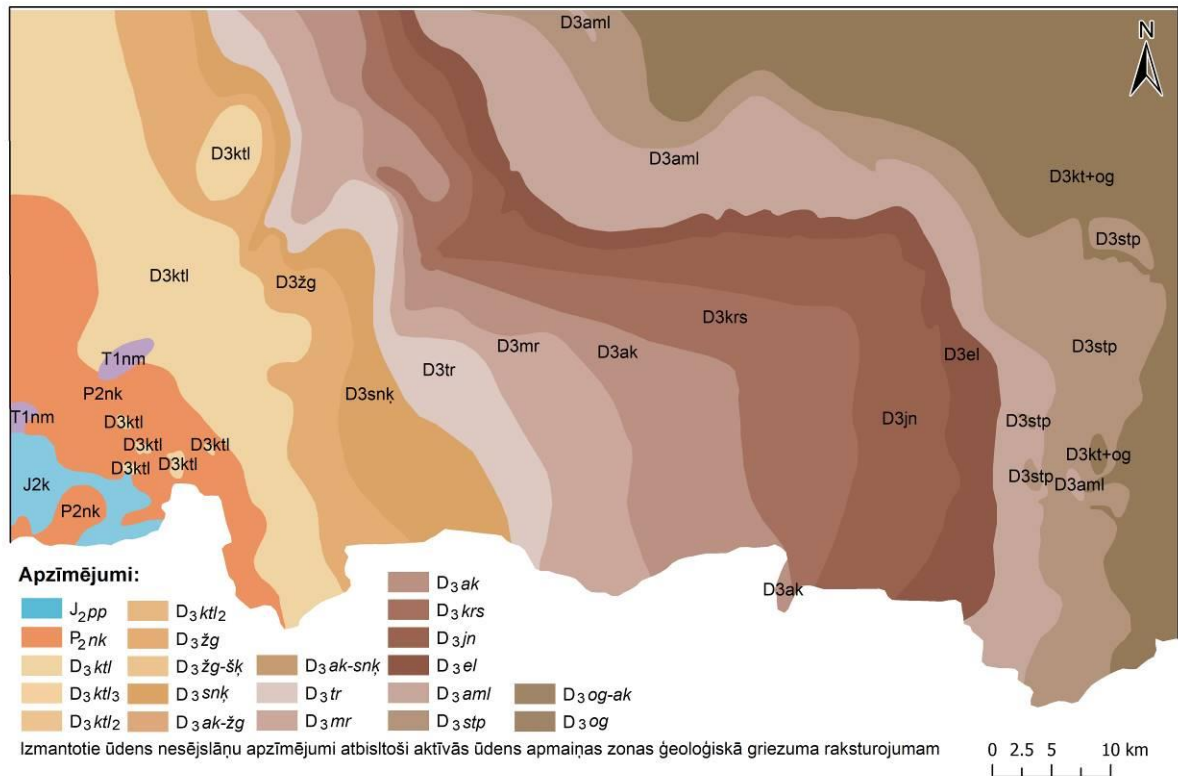 D3aml
N
D3ktl
D3aml
D3kt+og
D3stp
D3ktl
D3žg
D3krs
T1nm
D3mr
D3ak
D3tr
D3el
D3stp
P2nk
D3snķ
T1nm
D3ktl
D3jn
D3stp
D3ktl
D3ktl
D3ktl
D3ktl
D3kt+og
J2k
D3stp
D3aml
P2nk
D3ak
Apzīmējumi:
J2pp
P2nk
D3ktl
D3ktl3
D3ktl2
D3ktl2
D3žg
D3žg-šķ
D3snķ
D3ak-žg
D3ak-snķ
D3tr
D3mr
D3ak
D3krs
D3jn
D3el
D3aml
D3stp
D3og-ak
D3og
Izmantotie ūdens nesējslāņu apzīmējumi atbislToši aktīvās ūdens apmaiņas zonas ģeoloģiskā griezuma raksturojumam
0 2.5 5 10 km